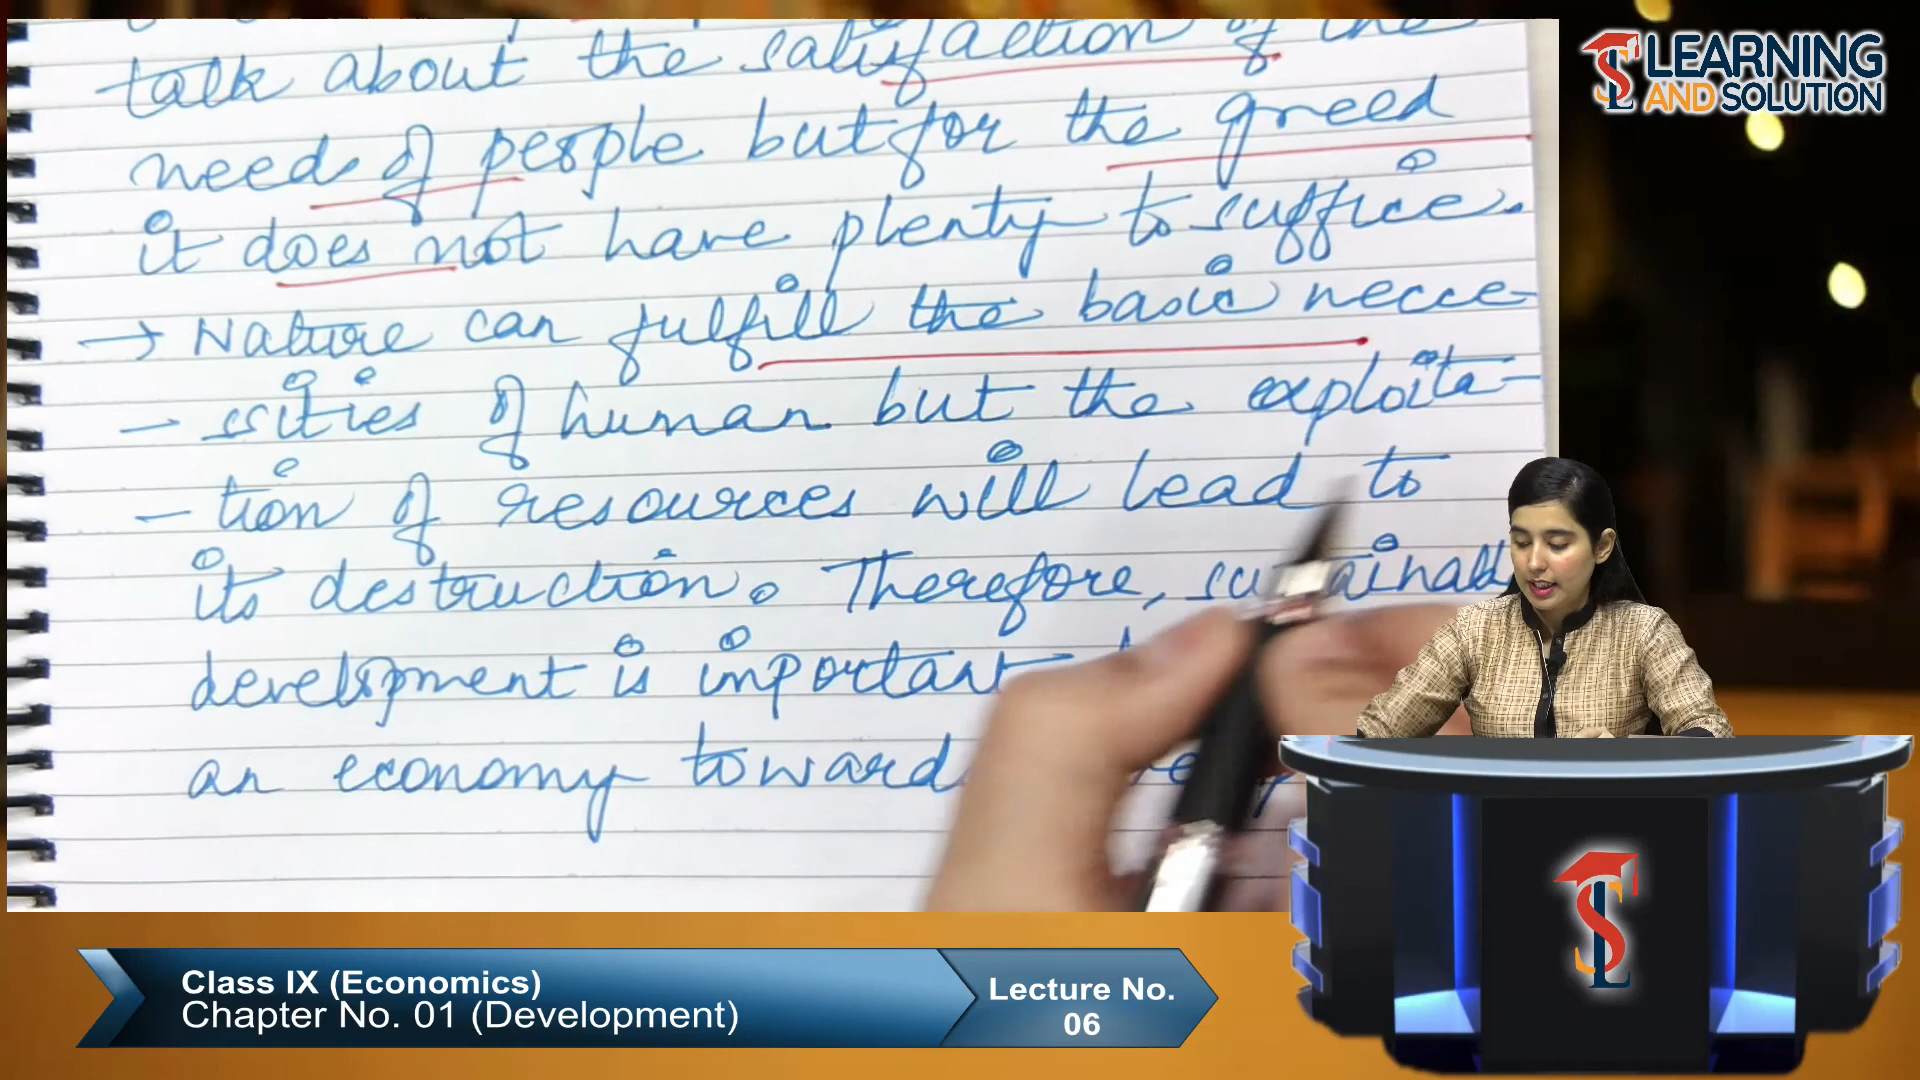 talk about the satisfaction of the
needs of people but for the greed
it does not have plenty to suffice.
→ Nature can fulfill the basic necce-
- ssities of human but the exploita-
- tion of resources will lead to
its destruction. Therefore,
development is important
an economy towards
LEARNING
AND SOLUTION
Class IX (Economics)
Chapter No. 01 (Development)
Lecture No.
06